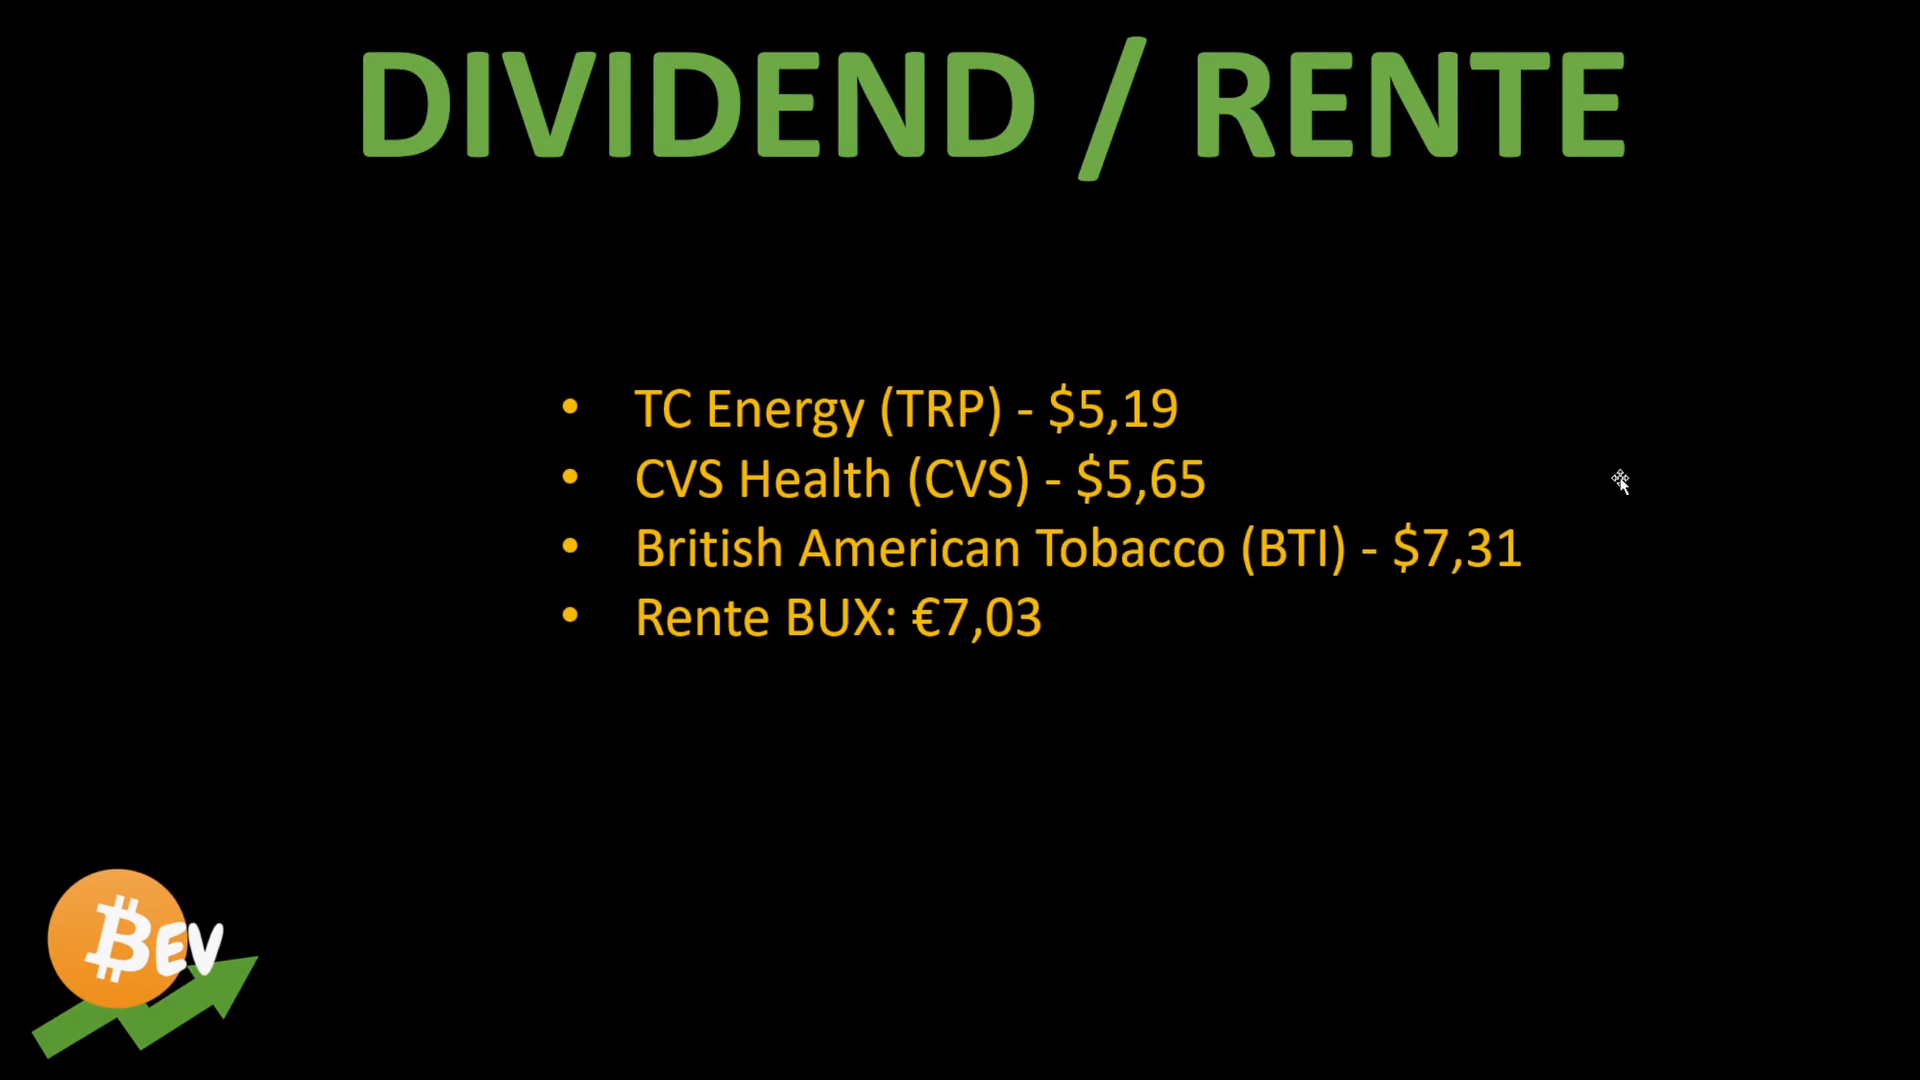 DIVIDEND / RENTE
• TC Energy (TRP) - $5,19
• CVS Health (CVS) - $5,65
• British American Tobacco (BTI) - $7,31
• Rente BUX: €7,03
₿EV